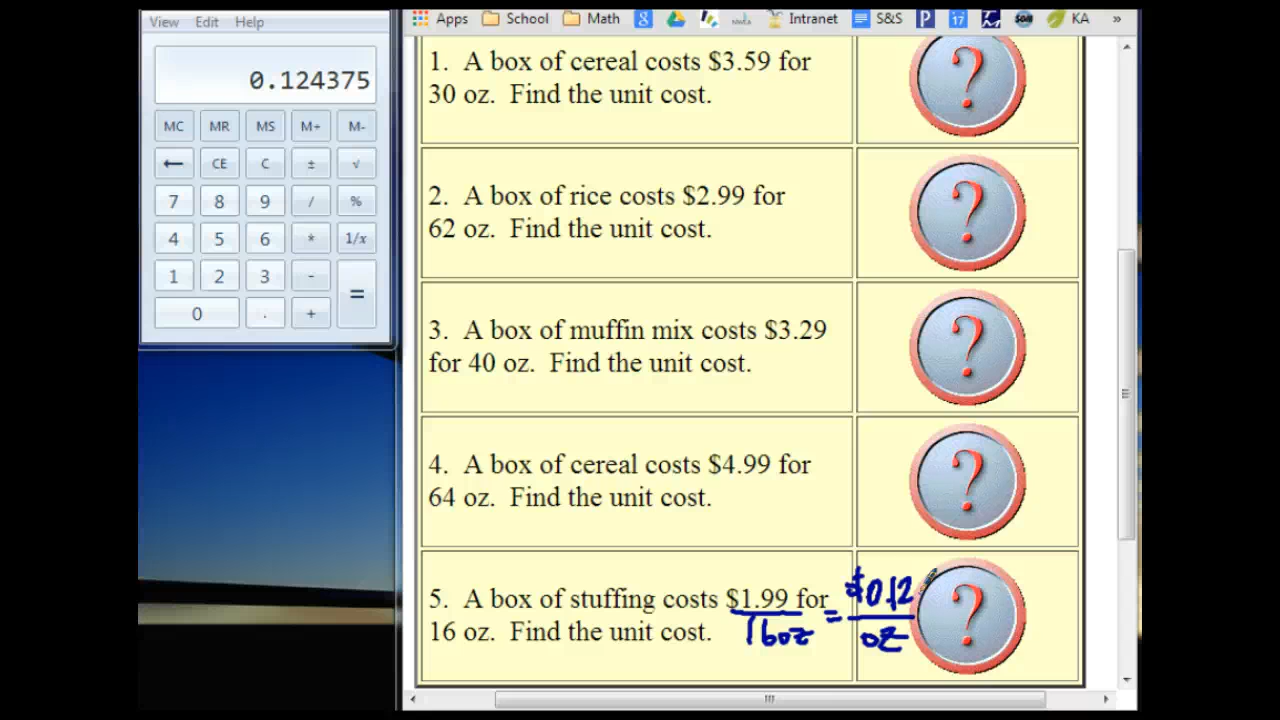 View Edit Help
Apps School Math 8 Intranet S&S P 17 KA »
0.124375
MC MR MS M+ M-
← CE C ± √
7 8 9 / %
4 5 6 * 1/x
1 2 3 - =
0 . +
1. A box of cereal costs $3.59 for
30 oz. Find the unit cost.
?
2. A box of rice costs $2.99 for
62 oz. Find the unit cost.
?
3. A box of muffin mix costs $3.29
for 40 oz. Find the unit cost.
?
4. A box of cereal costs $4.99 for
64 oz. Find the unit cost.
?
5. A box of stuffing costs $1.99 for
16 oz. Find the unit cost.
16oz = $0.12
oz
?